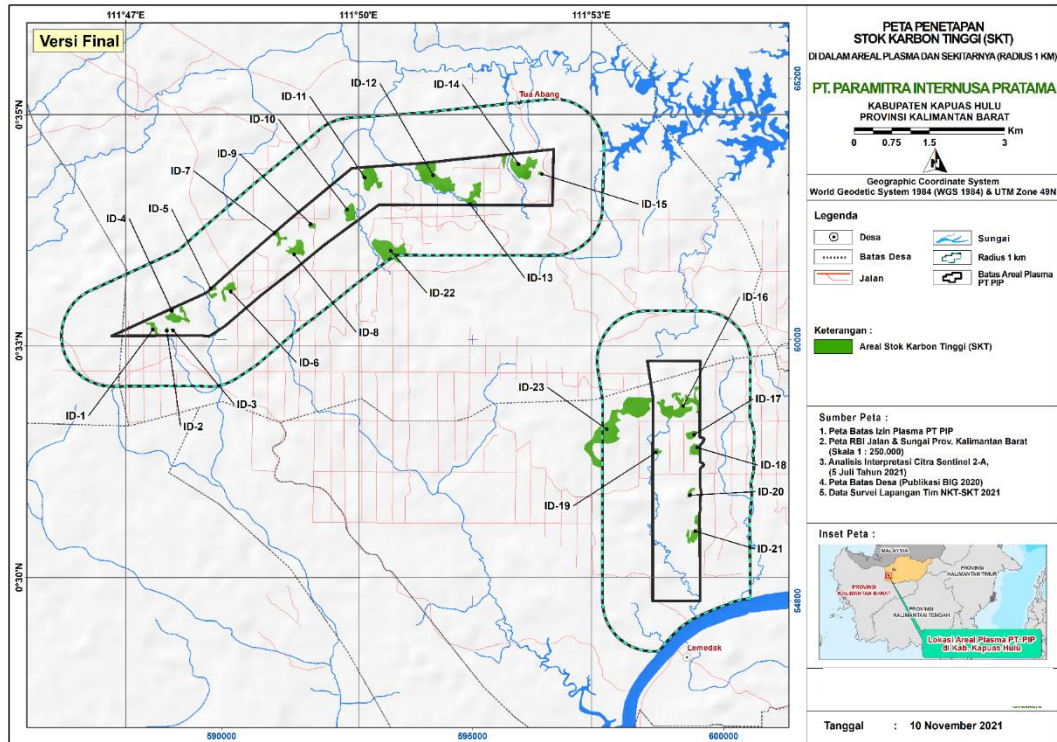 Versi Final
111°47'E
111°50'E
111°53'E
0°35'N
0°33'N
0°30'N
65200
60000
54800
590000
595000
600000
ID-14
ID-12
ID-11
ID-10
ID-9
ID-7
ID-5
ID-4
Tua Abang
ID-15
ID-13
ID-22
ID-16
ID-8
ID-6
ID-3
ID-1
ID-2
ID-23
ID-17
ID-18
ID-19
ID-20
ID-21
Lemedak
PETA PENETAPAN
STOK KARBON TINGGI (SKT)
DI DALAM AREAL PLASMA DAN SEKITARNYA (RADIUS 1 KM)
PT. PARAMITRA INTERNUSA PRATAMA
KABUPATEN KAPUAS HULU
PROVINSI KALIMANTAN BARAT
Km
0 0.75 1.5 3
N
Geographic Coordinate System
World Geodetic System 1984 (WGS 1984) & UTM Zone 49N
Legenda
Desa
Sungai
Batas Desa
Radius 1 km
Jalan
Batas Areal Plasma
PT PIP
Keterangan :
Areal Stok Karbon Tinggi (SKT)
Sumber Peta :
1. Peta Batas Izin Plasma PT PIP
2. Peta RBI Jalan & Sungai Prov. Kalimantan Barat
(Skala 1 : 250.000)
3. Analisis Interpretasi Citra Sentinel 2-A,
(5 Juli Tahun 2021)
4. Peta Batas Desa (Publikasi BIG 2020)
5. Data Survei Lapangan Tim NKT-SKT 2021
Inset Peta :
MALAYSIA
PROVINSI
KALIMANTAN TIMUR
PROVINSI
KALIMANTAN BARAT
PROVINSI
KALIMANTAN TENGAH
Lokasi Areal Plasma PT. PIP
di Kab. Kapuas Hulu
Tanggal : 10 November 2021